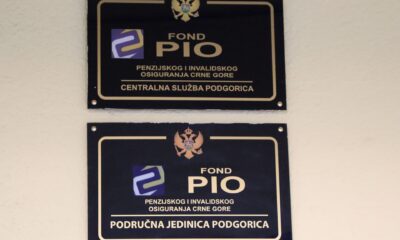 FOND
PIO
PENZIJSKOG I INVALIDSKOG
OSIGURANJA CRNE GORE
CENTRALNA SLUŽBA PODGORICA
FOND
PIO
PENZIJSKOG I INVALIDSKOG
OSIGURANJA CRNE GORE
PODRUČNA JEDINICA PODGORICA